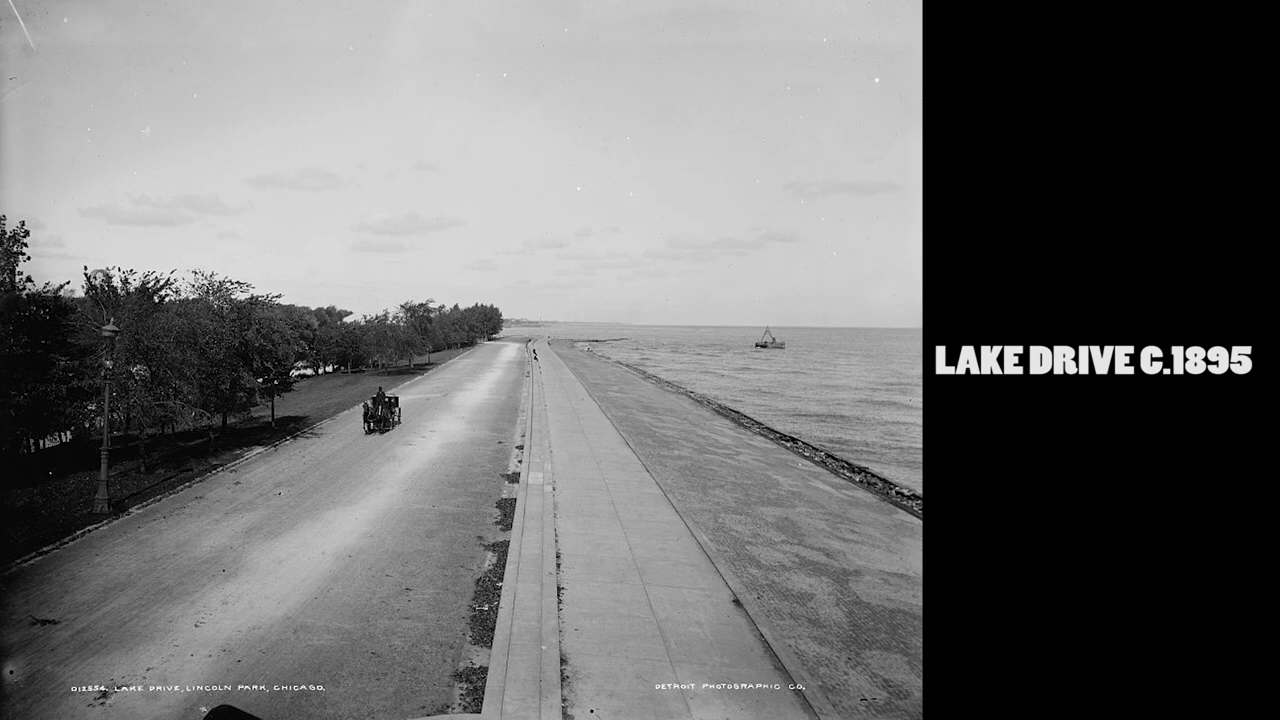 LAKE DRIVE C.1895
012554. LAKE DRIVE, LINCOLN PARK, CHICAGO.
DETROIT PHOTOGRAPHIC CO.